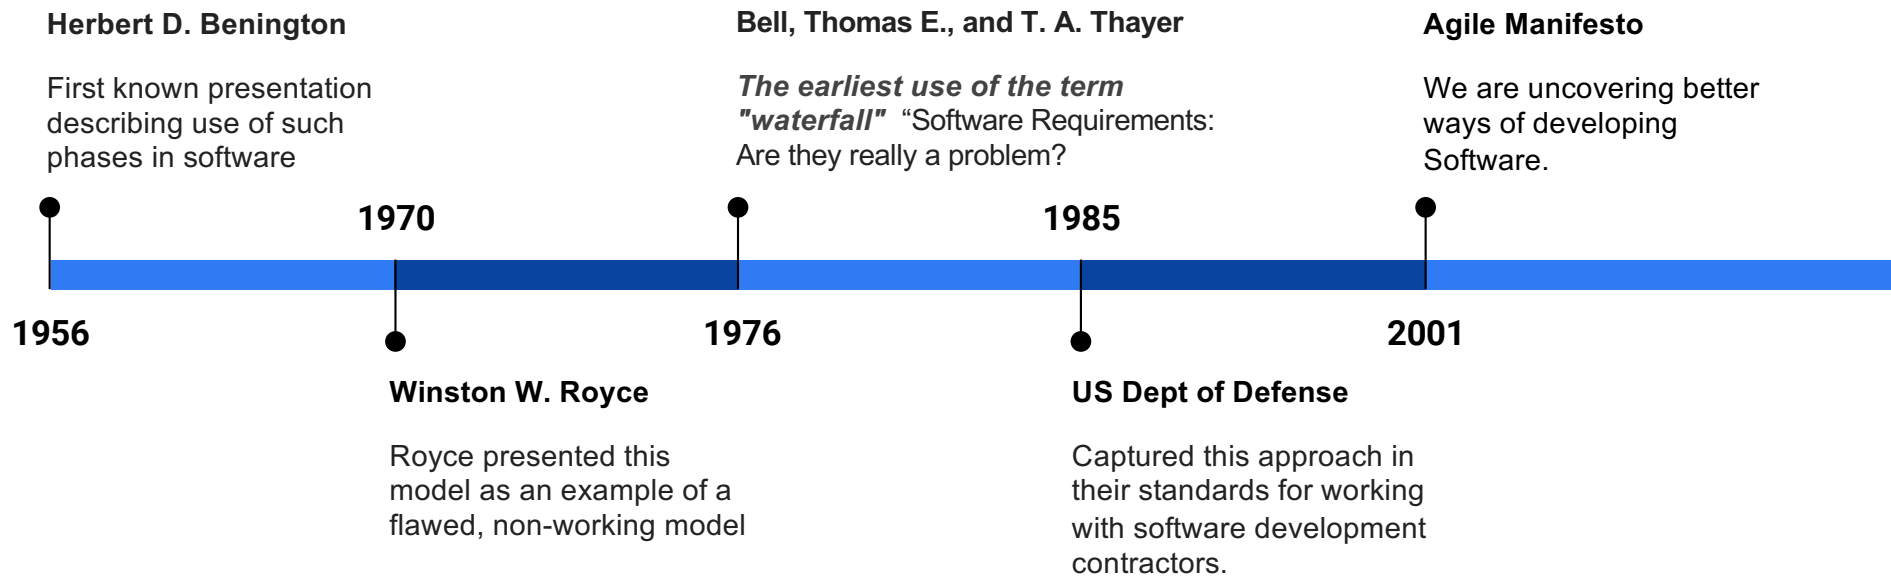 Herbert D. Benington
First known presentation
describing use of such
phases in software
1956
1970
Winston W. Royce
Royce presented this
model as an example of a
flawed, non-working model
Bell, Thomas E., and T. A. Thayer
The earliest use of the term
"waterfall" “Software Requirements:
Are they really a problem?
1976
1985
US Dept of Defense
Captured this approach in
their standards for working
with software development
contractors.
Agile Manifesto
We are uncovering better
ways of developing
Software.
2001